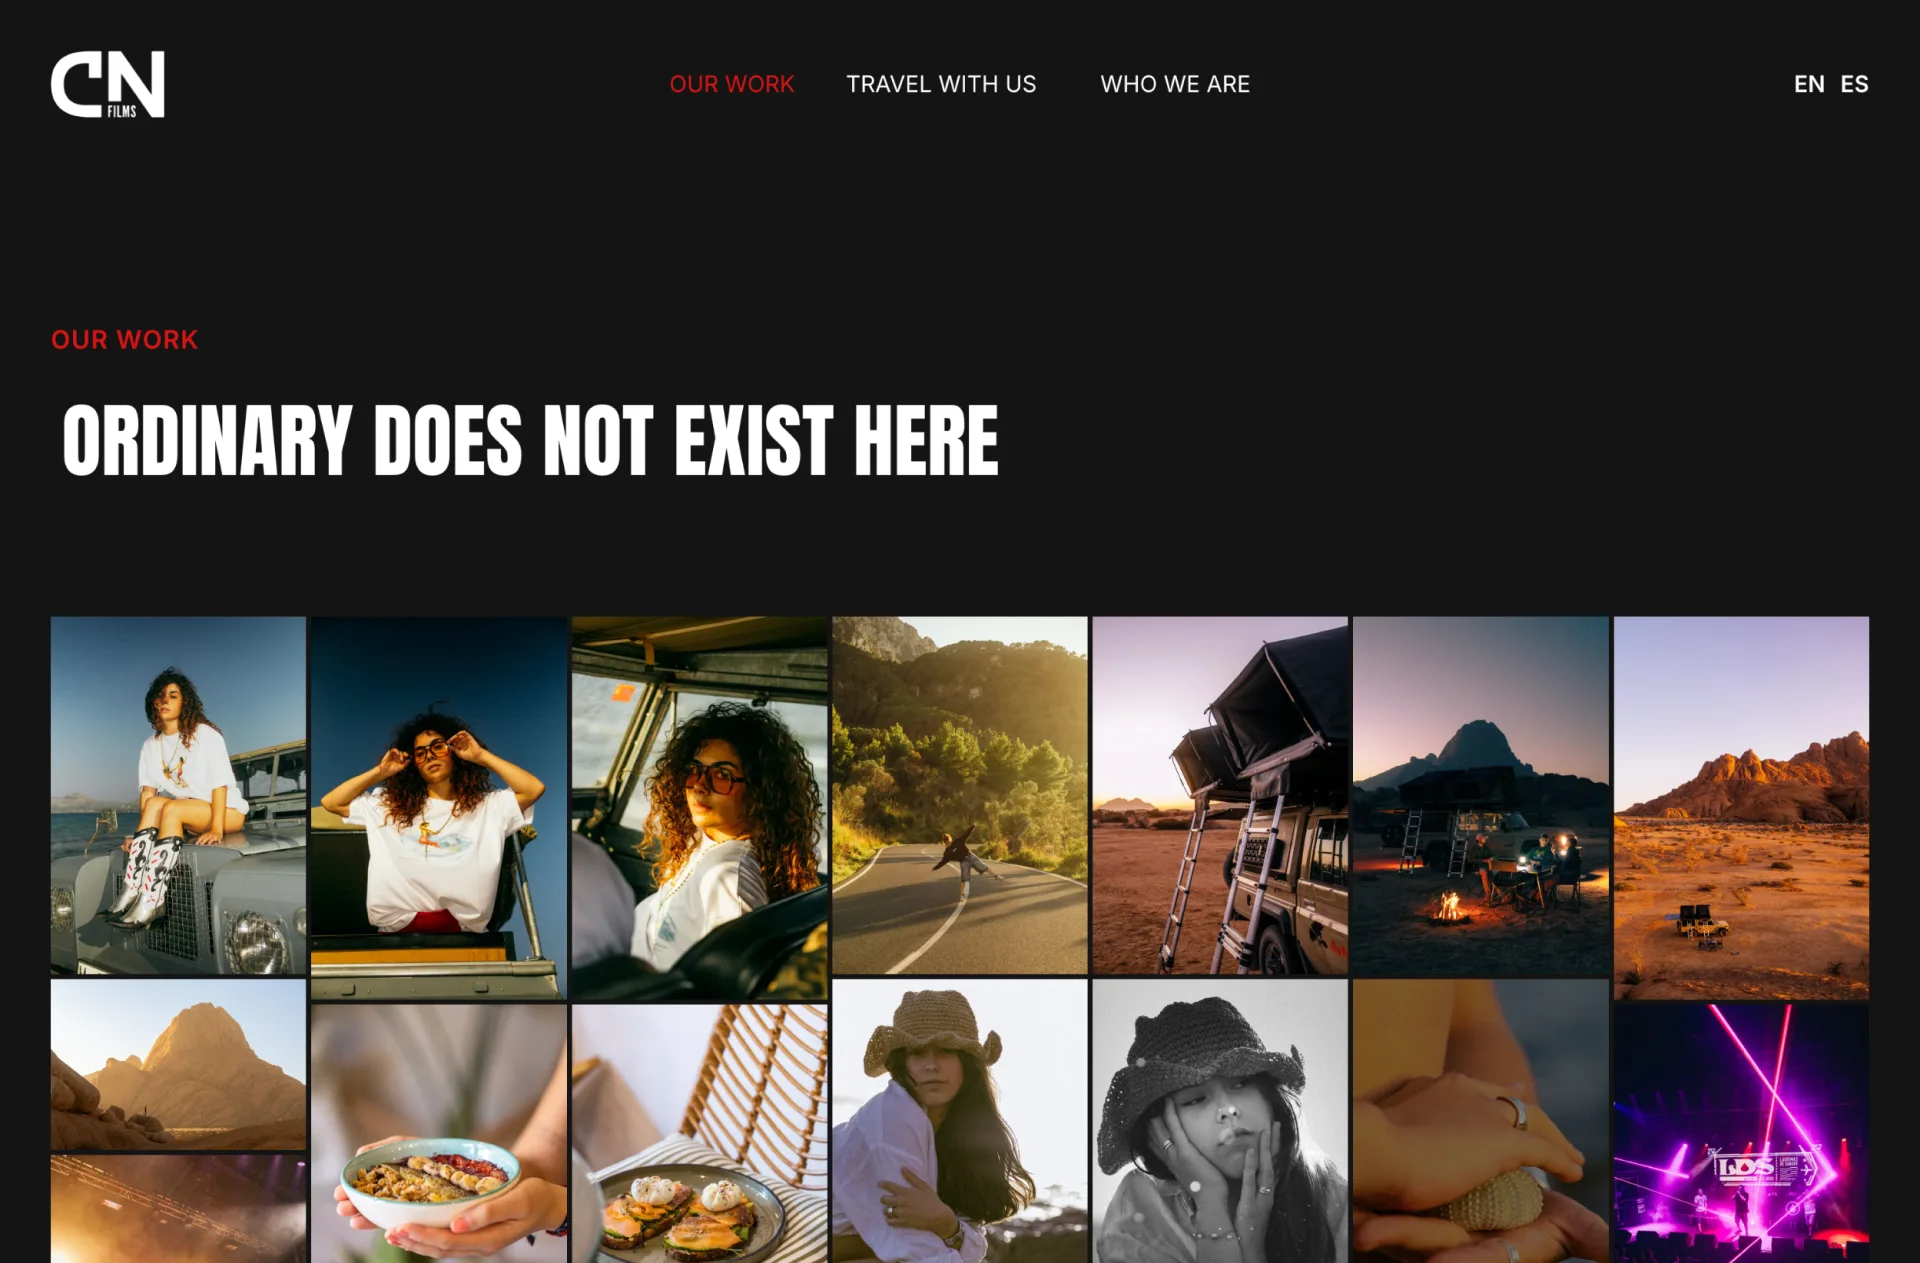 CN
FILMS
OUR WORK TRAVEL WITH US WHO WE ARE
EN ES
OUR WORK
ORDINARY DOES NOT EXIST HERE
LDS